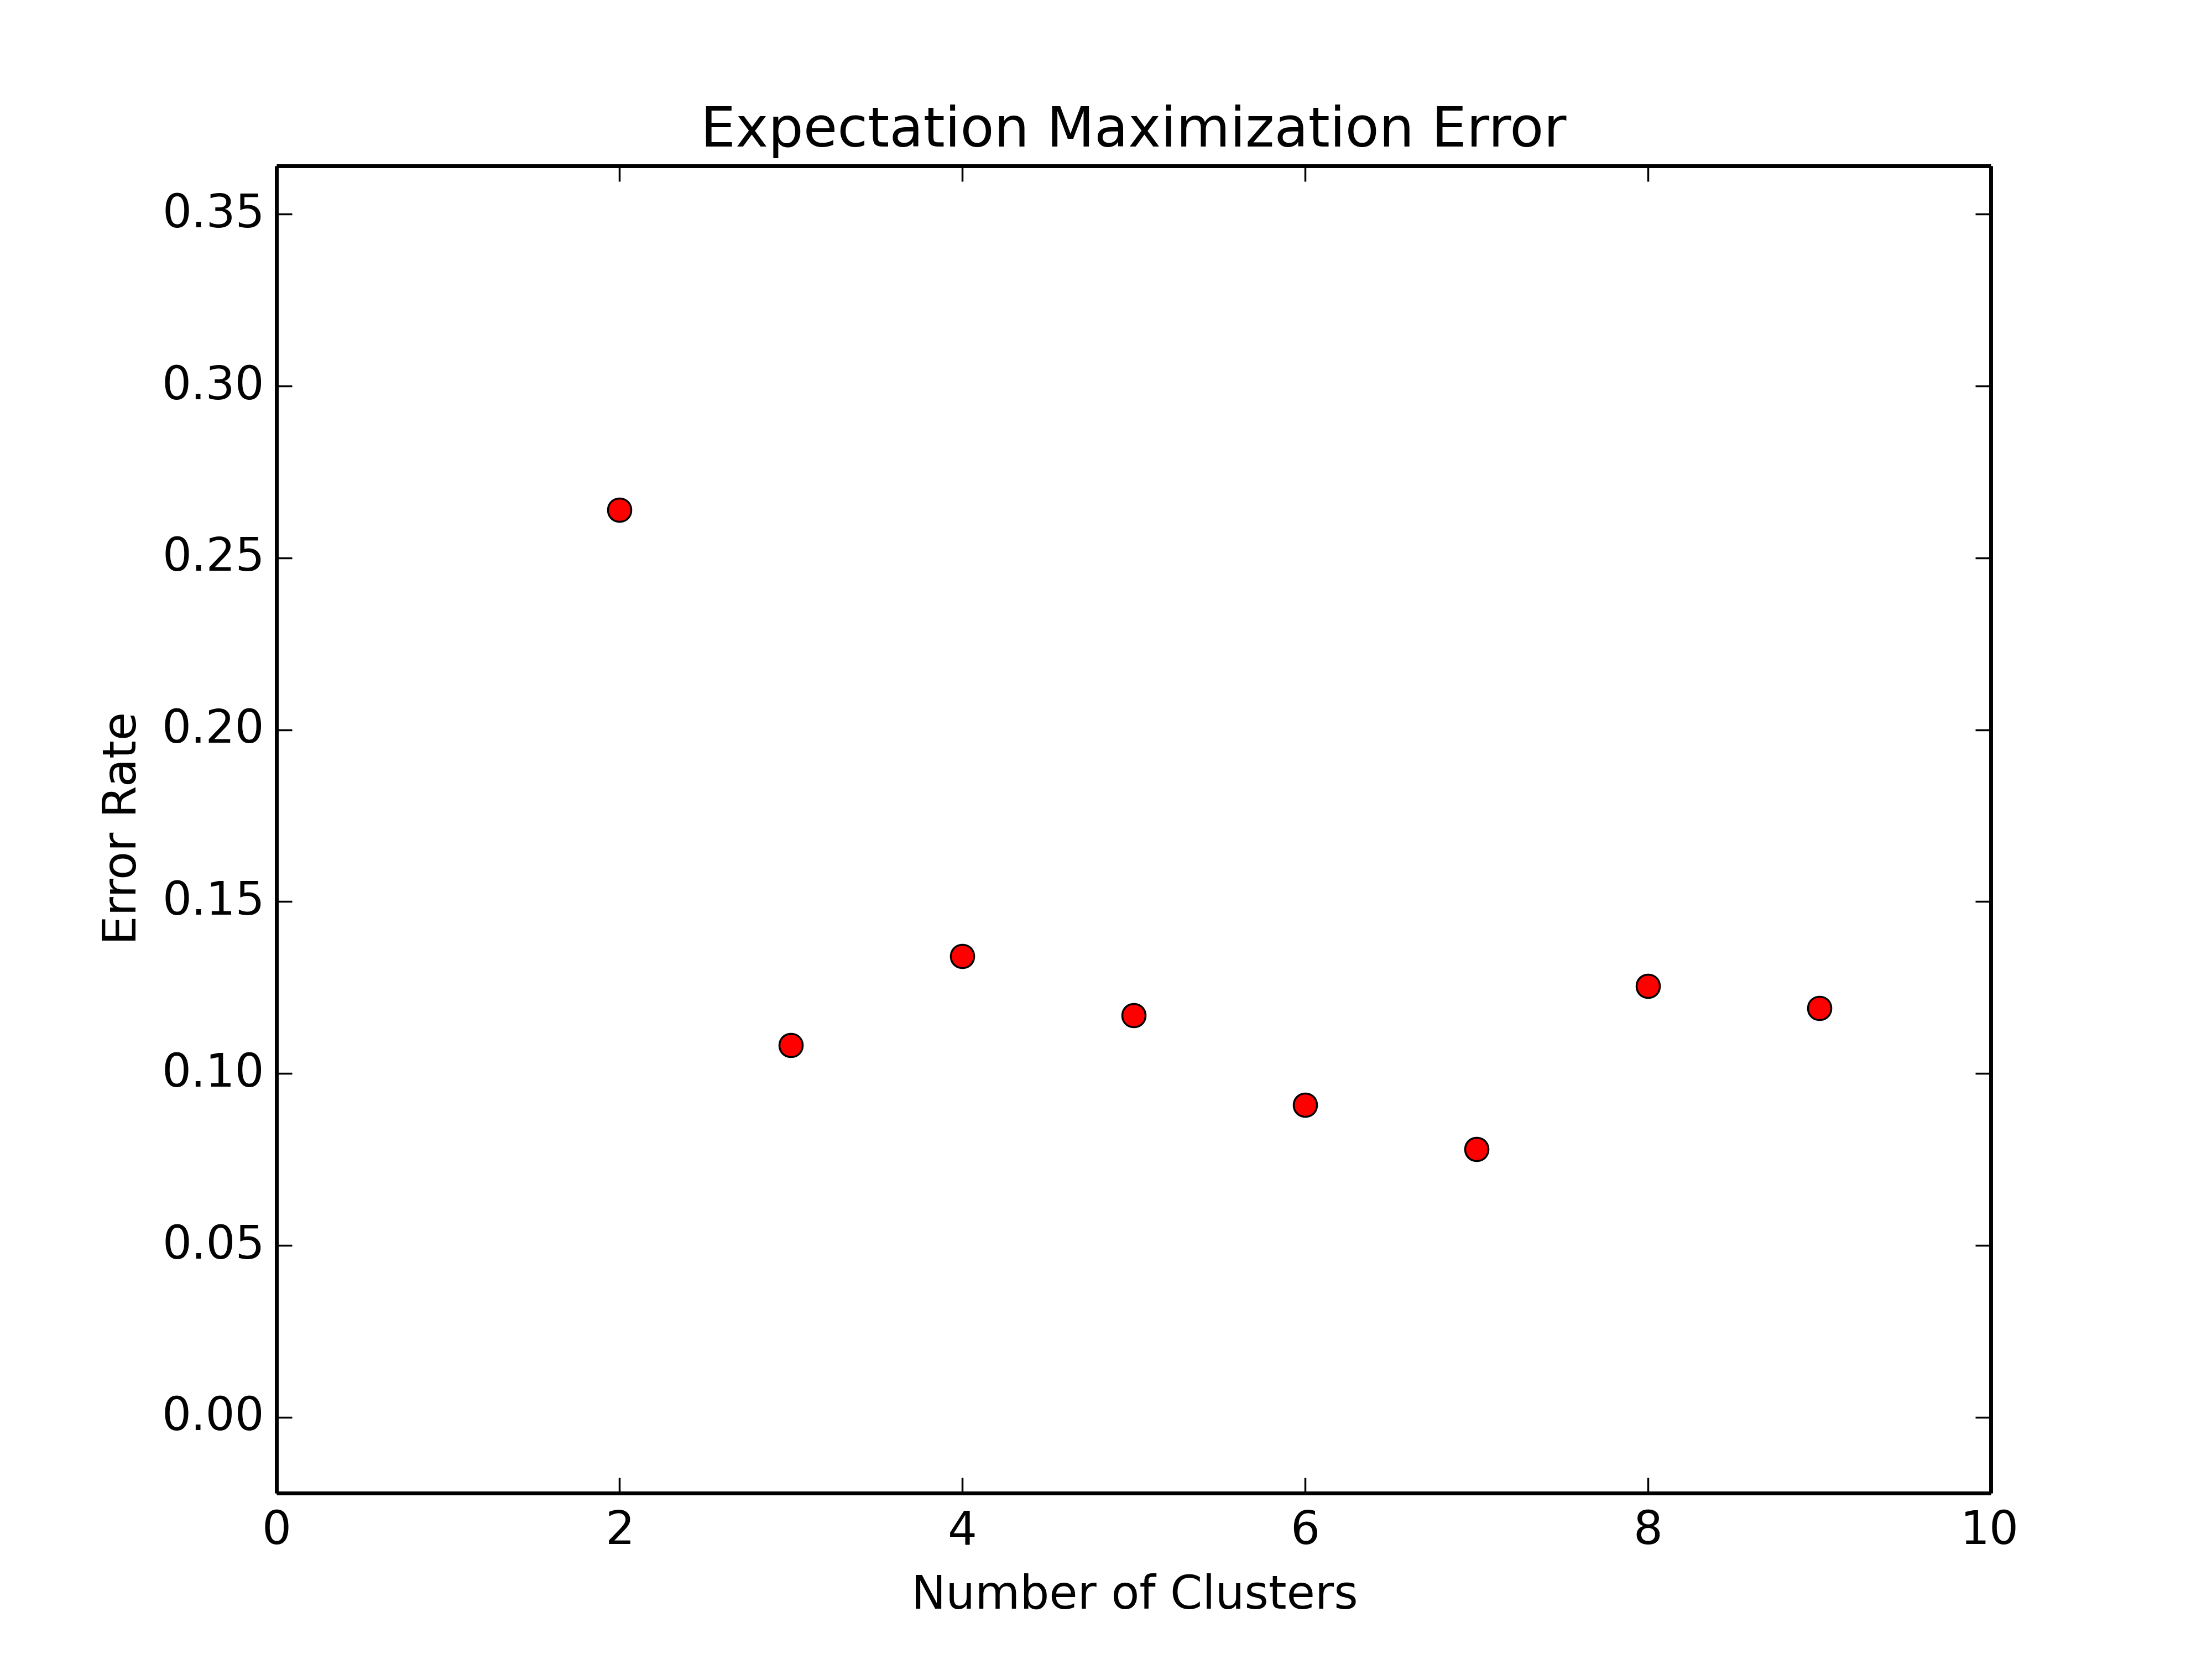 Expectation Maximization Error
0.35
0.30
0.25
0.20
0.15
0.10
0.05
0.00
Error Rate
0 2 4 6 8 10
Number of Clusters